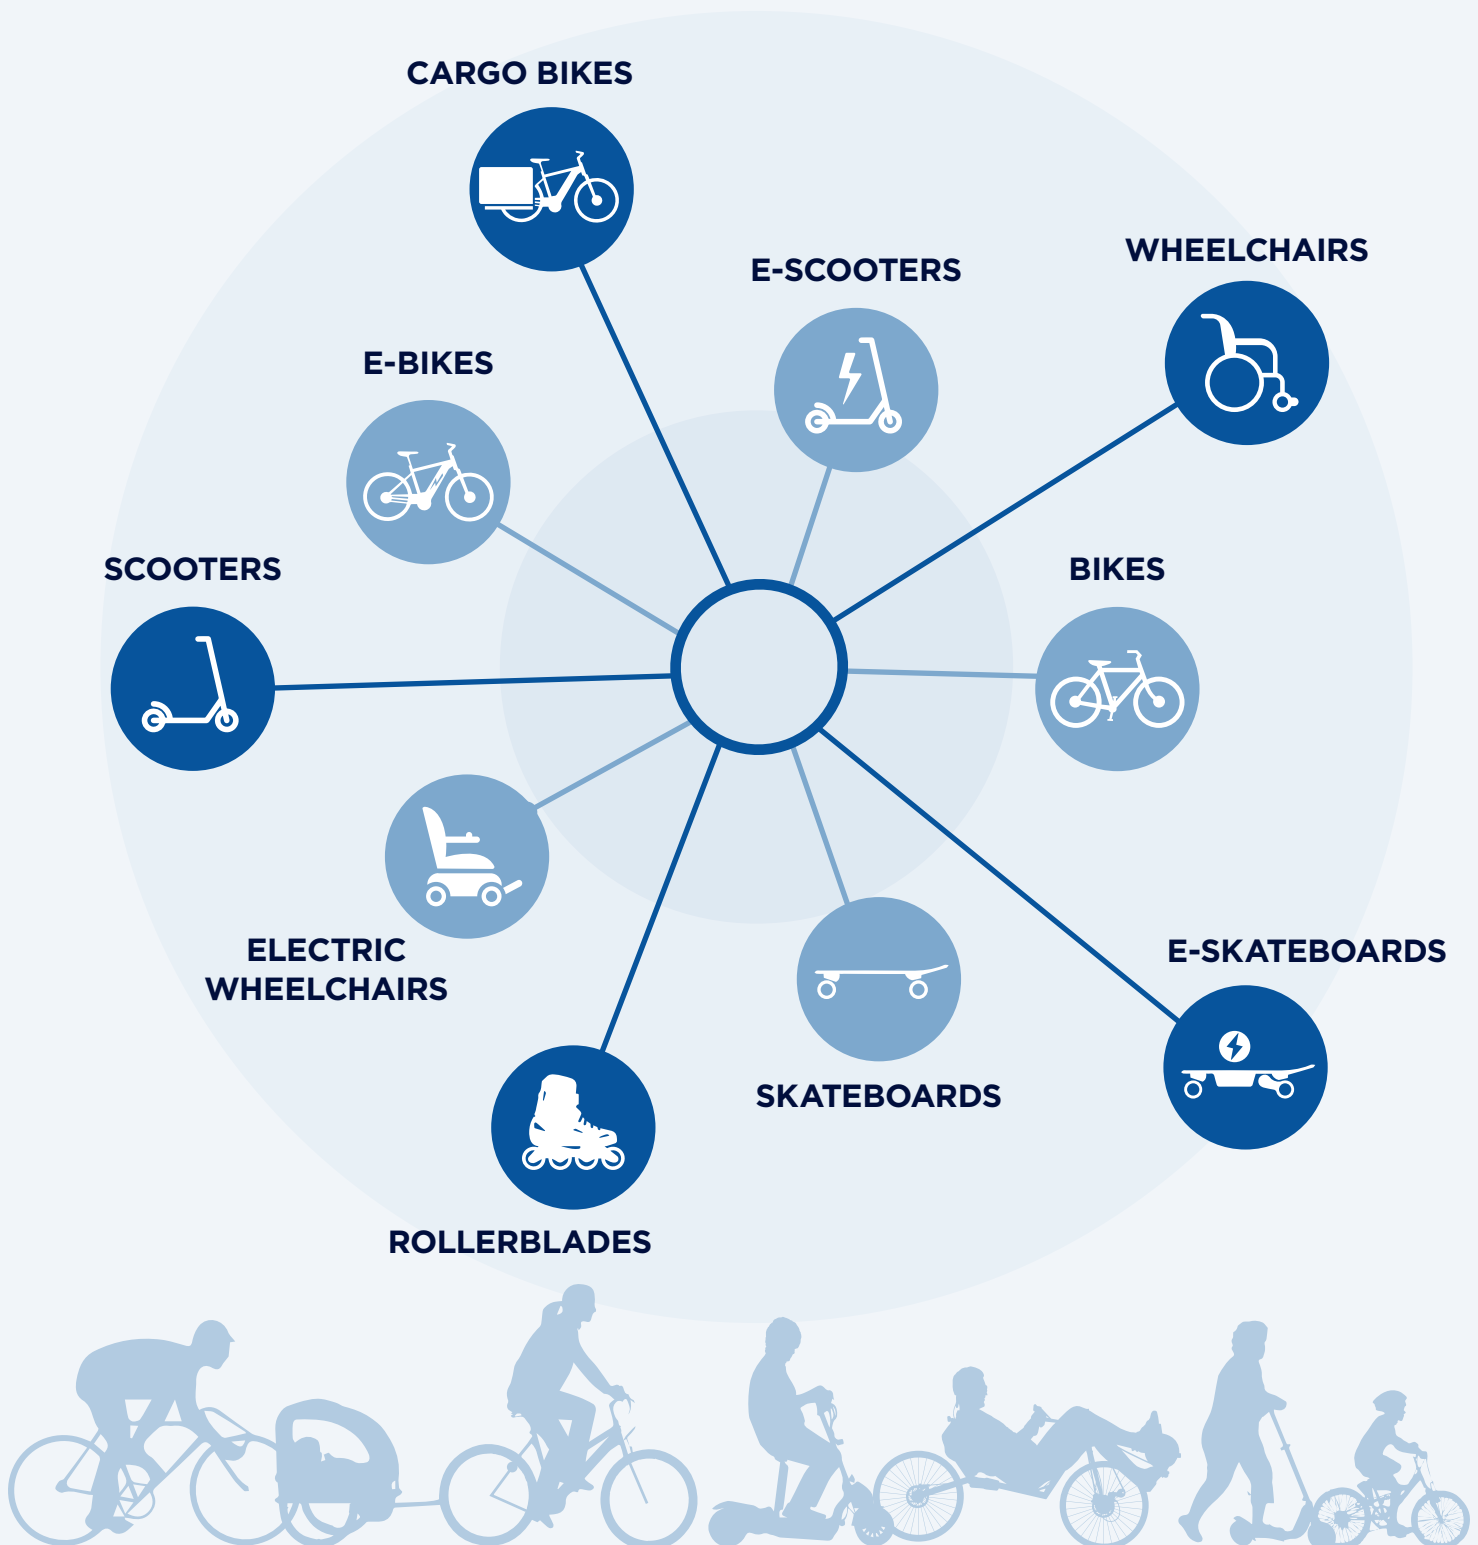 CARGO BIKES
E-SCOOTERS
WHEELCHAIRS
E-BIKES
SCOOTERS
BIKES
ELECTRIC
WHEELCHAIRS
E-SKATEBOARDS
SKATEBOARDS
ROLLERBLADES